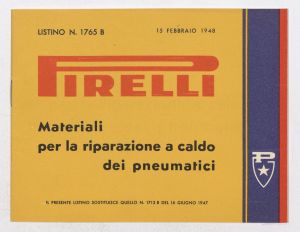 LISTINO N. 1765 B 15 FEBBRAIO 1948
PIRELLI
Materiali
per la riparazione a caldo
dei pneumatici
P
IL PRESENTE LISTINO SOSTITUISCE QUELLO N. 1713 B DEL 16 GIUGNO 1947